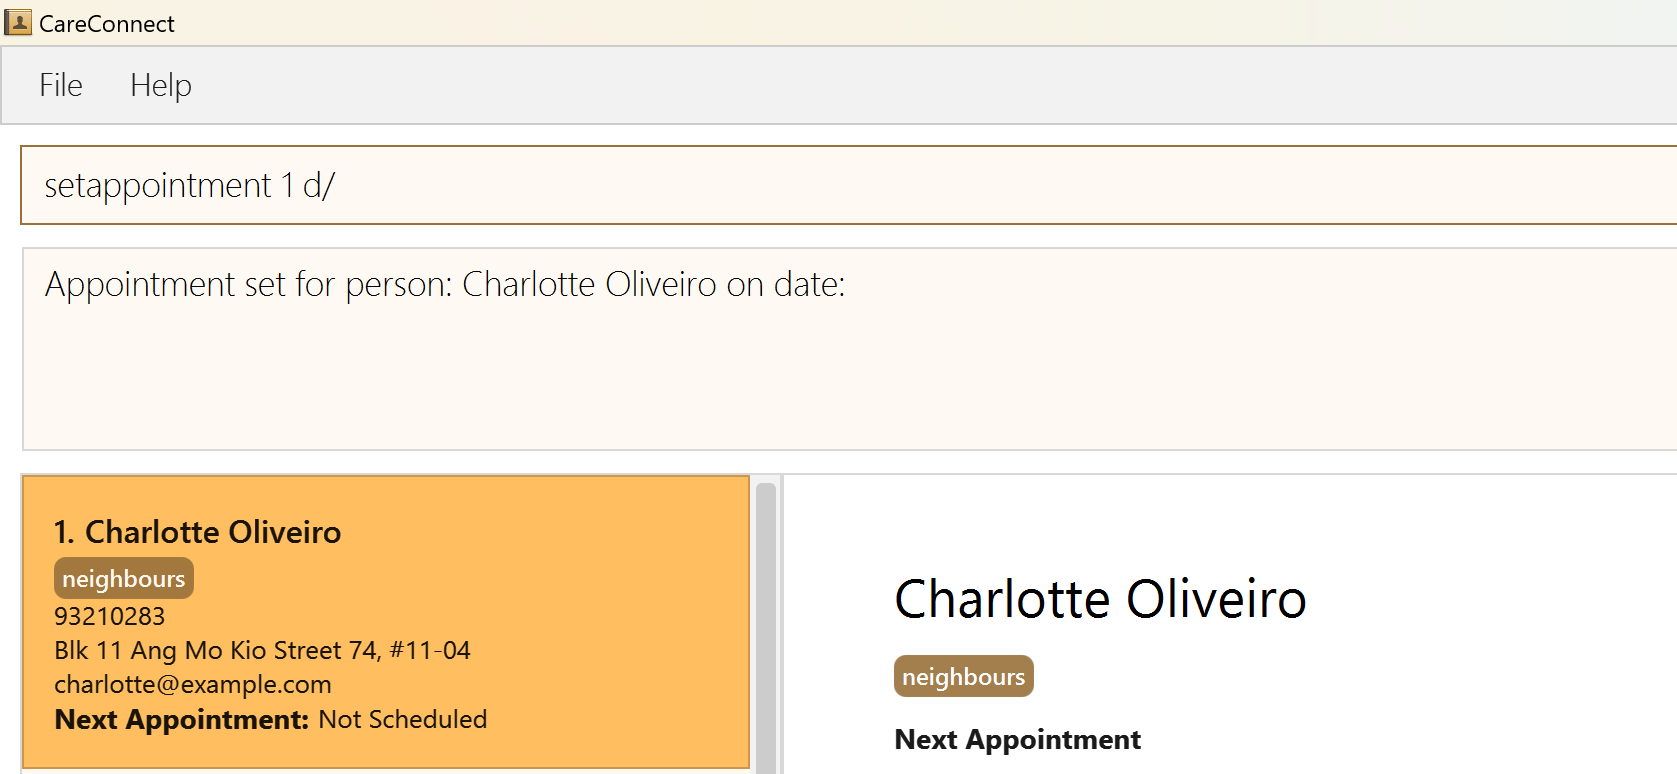 CareConnect
File Help
setappointment 1 d/
Appointment set for person: Charlotte Oliveiro on date:
1. Charlotte Oliveiro
neighbours
93210283
Blk 11 Ang Mo Kio Street 74, #11-04
charlotte@example.com
Next Appointment: Not Scheduled
Charlotte Oliveiro
neighbours
Next Appointment